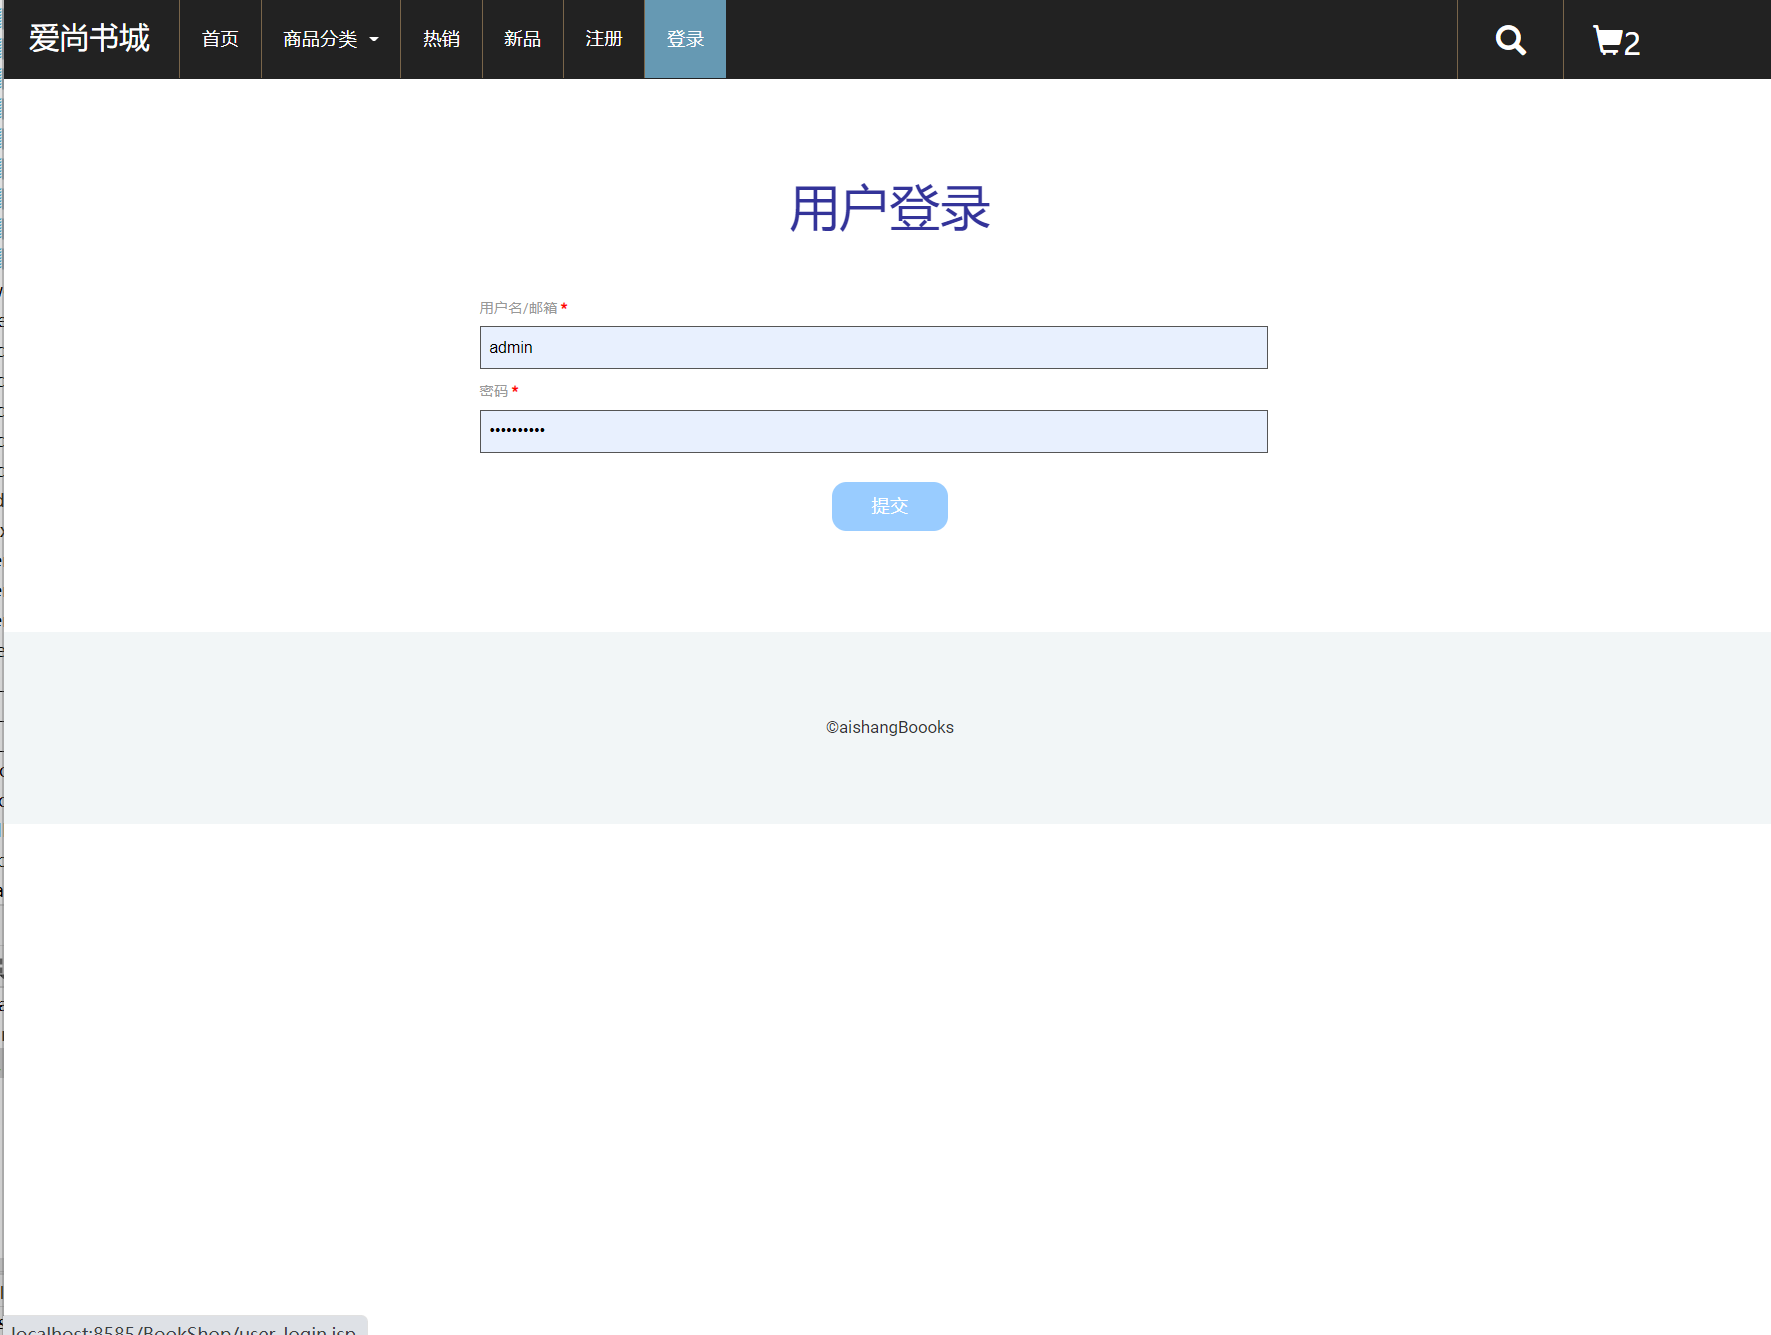 爱尚书城 首页 商品分类 热销 新品 注册 登录 2
用户登录
用户名/邮箱 *
admin
密码 *
••••••••••
提交
©aishangBoooks
localhost:8585/BookShop/user_login.jsp